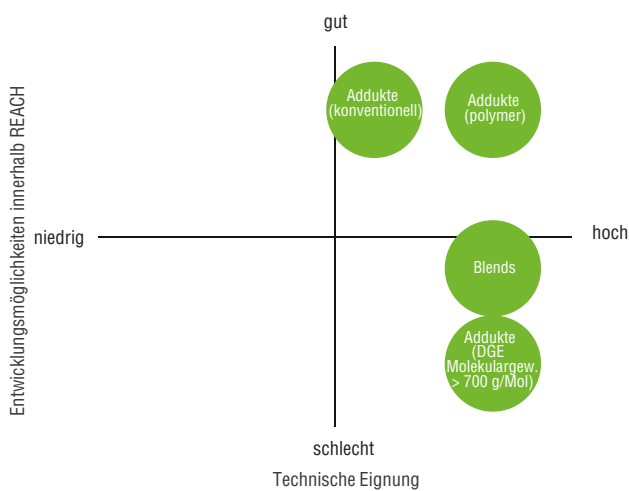 gut
Entwicklungsmöglichkeiten innerhalb REACH
Addukte
(konventionell)
Addukte
(polymer)
niedrig
hoch
Blends
Addukte
(DGE
Molekulargew.
> 700 g/Mol)
schlecht
Technische Eignung